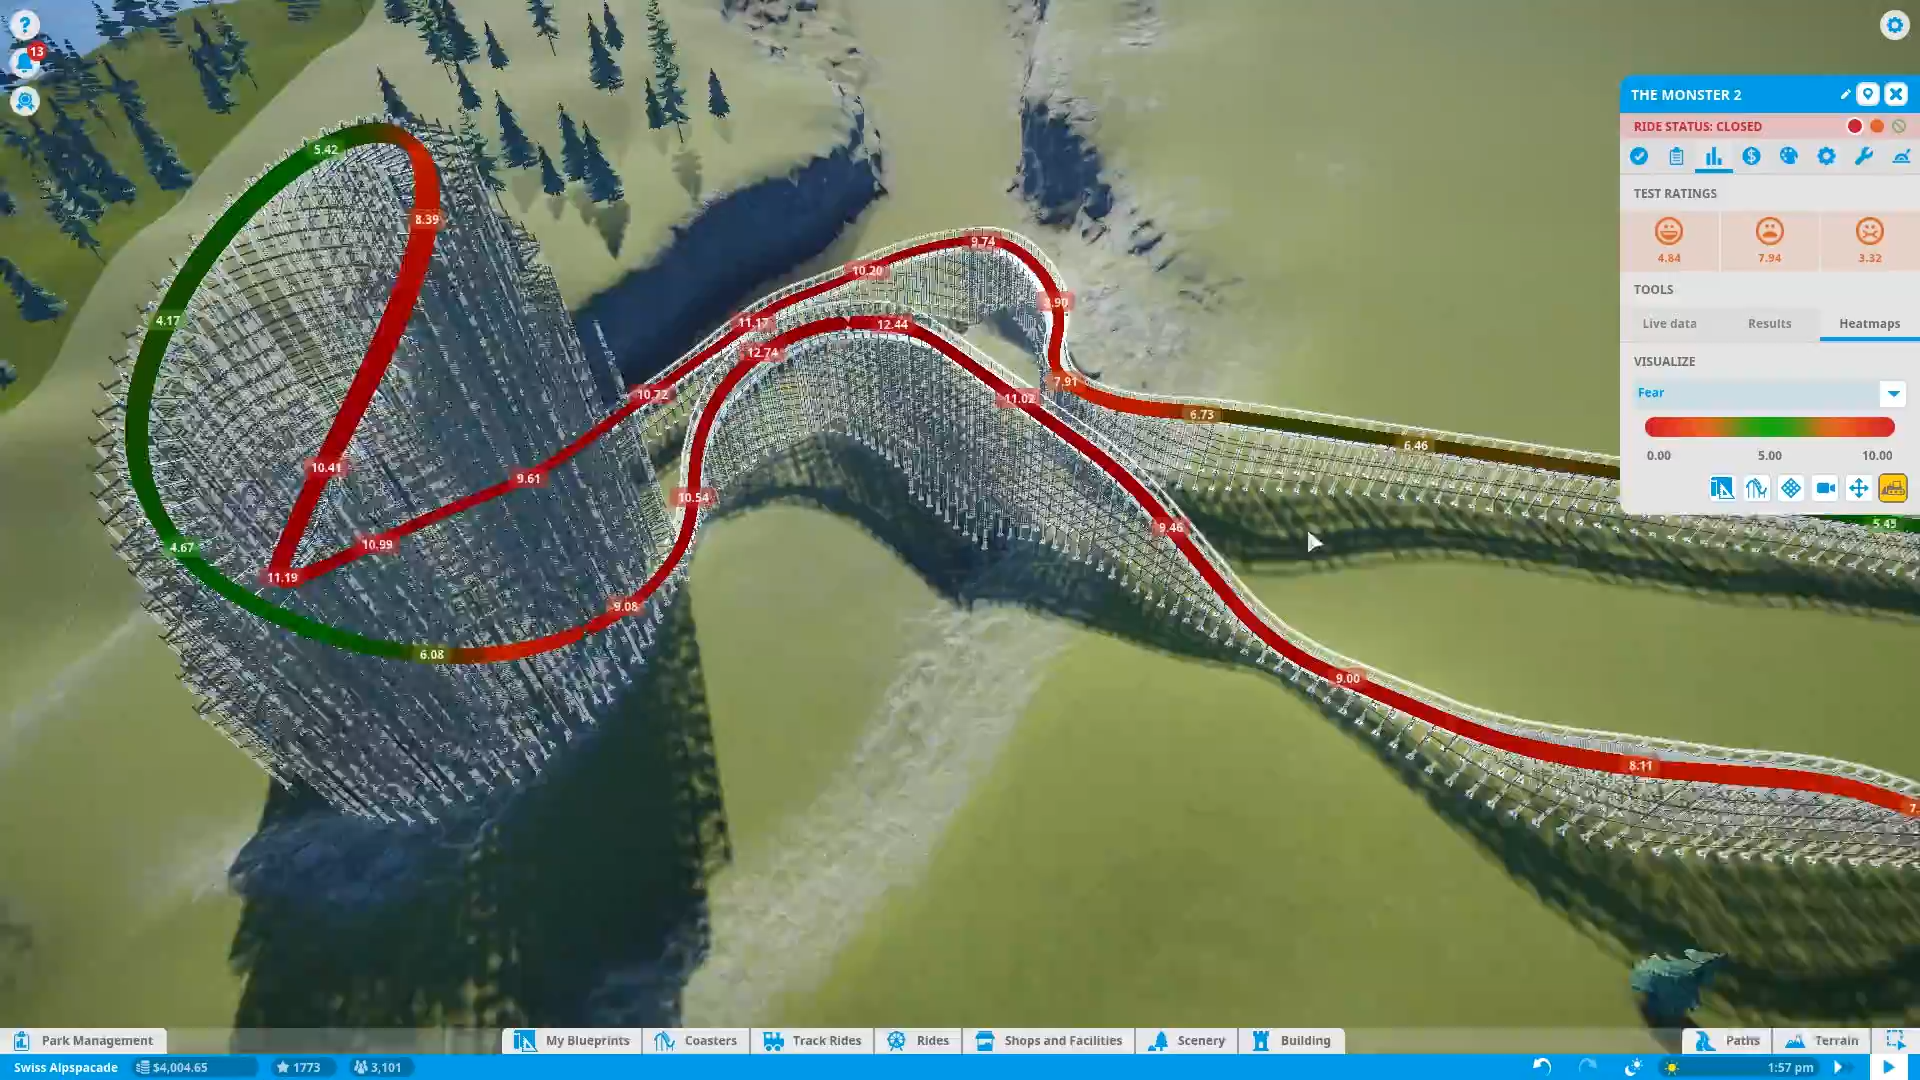 ?
13
THE MONSTER 2
RIDE STATUS: CLOSED
TEST RATINGS
4.84 7.94 3.32
TOOLS
Live data Results Heatmaps
VISUALIZE
Fear
0.00 5.00 10.00
5.42
8.39
4.17
9.74
10.20
11.17
12.44
12.74
7.91
10.72
11.02
6.73
6.46
10.41
9.61
10.54
9.46
5.45
4.67
10.99
11.19
9.08
6.08
9.00
8.11
Park Management My Blueprints Coasters Track Rides Rides Shops and Facilities Scenery Building Paths Terrain
Swiss Alpspacade $4,004.65 1773 3,101 1:57 pm